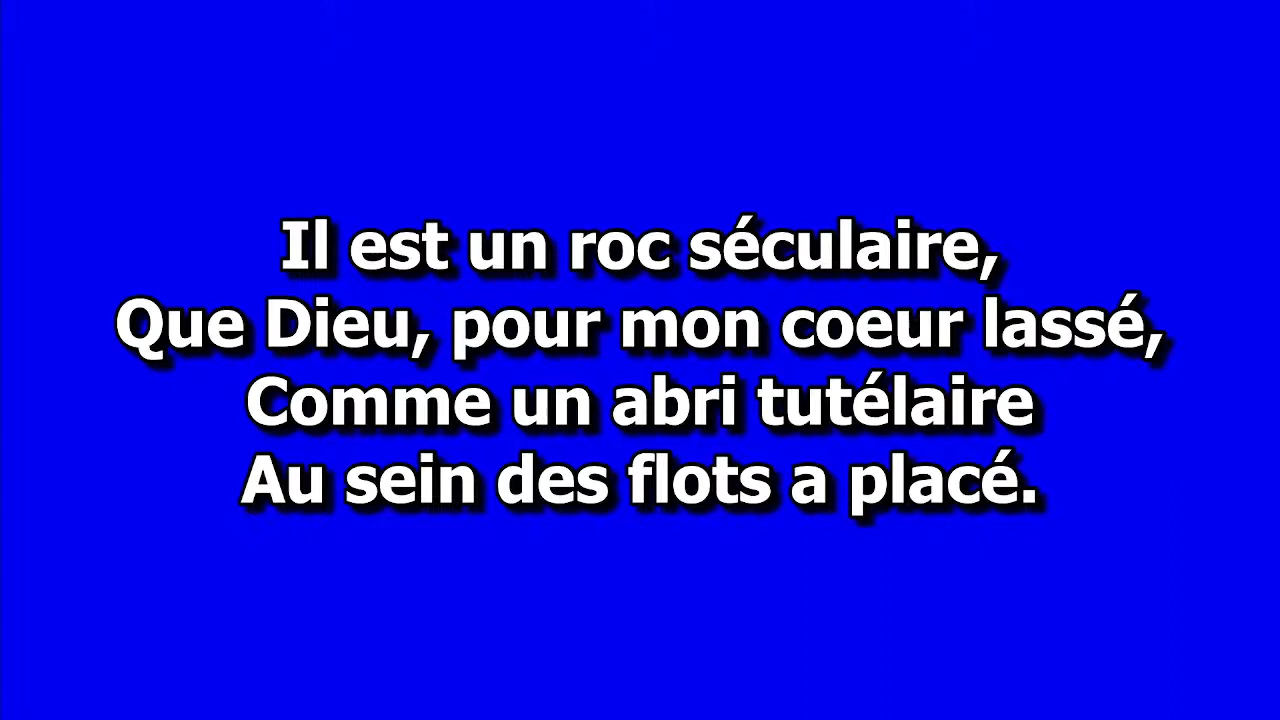 Il est un roc séculaire,
Que Dieu, pour mon coeur lassé,
Comme un abri tutélaire
Au sein des flots a placé.